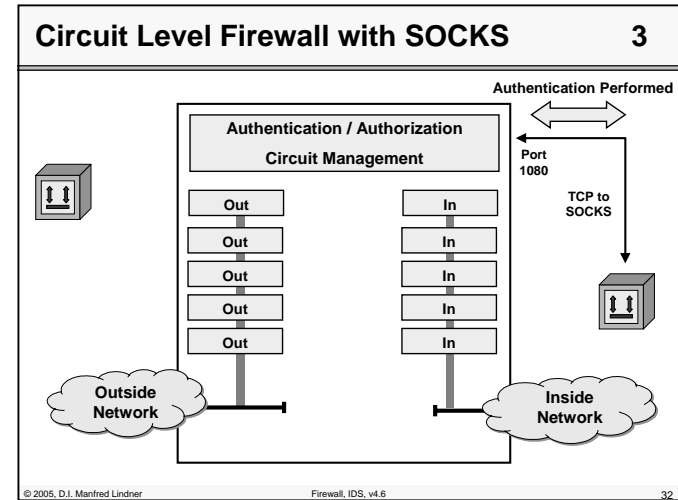 Circuit Level Firewall with SOCKS 3
Authentication Performed
Authentication / Authorization
Circuit Management
Port
1080
TCP to
SOCKS
Out In
Out In
Out In
Out In
Out In
Outside
Network
Inside
Network
© 2005, D.I. Manfred Lindner Firewall, IDS, v4.6 32